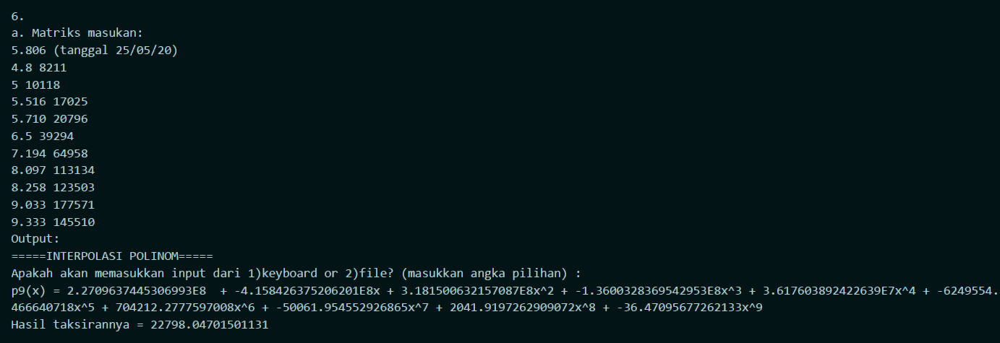 6.
a. Matriks masukan:
5.806 (tanggal 25/05/20)
4.8 8211
5 10118
5.516 17025
5.710 20796
6.5 39294
7.194 64958
8.097 113134
8.258 123503
9.033 177571
9.333 145510
Output:
=====INTERPOLASI POLINOM=====
Apakah akan memasukkan input dari 1)keyboard or 2)file? (masukkan angka pilihan) :
p9(x) = 2.2709637445306993E8  + -4.158426375206201E8x + 3.181500632157087E8x^2 + -1.3600328369542953E8x^3 + 3.617603892422639E7x^4 + -6249554.
466640718x^5 + 704212.2777597008x^6 + -50061.954552926865x^7 + 2041.9197262909072x^8 + -36.47095677262133x^9
Hasil taksirannya = 22798.04701501131